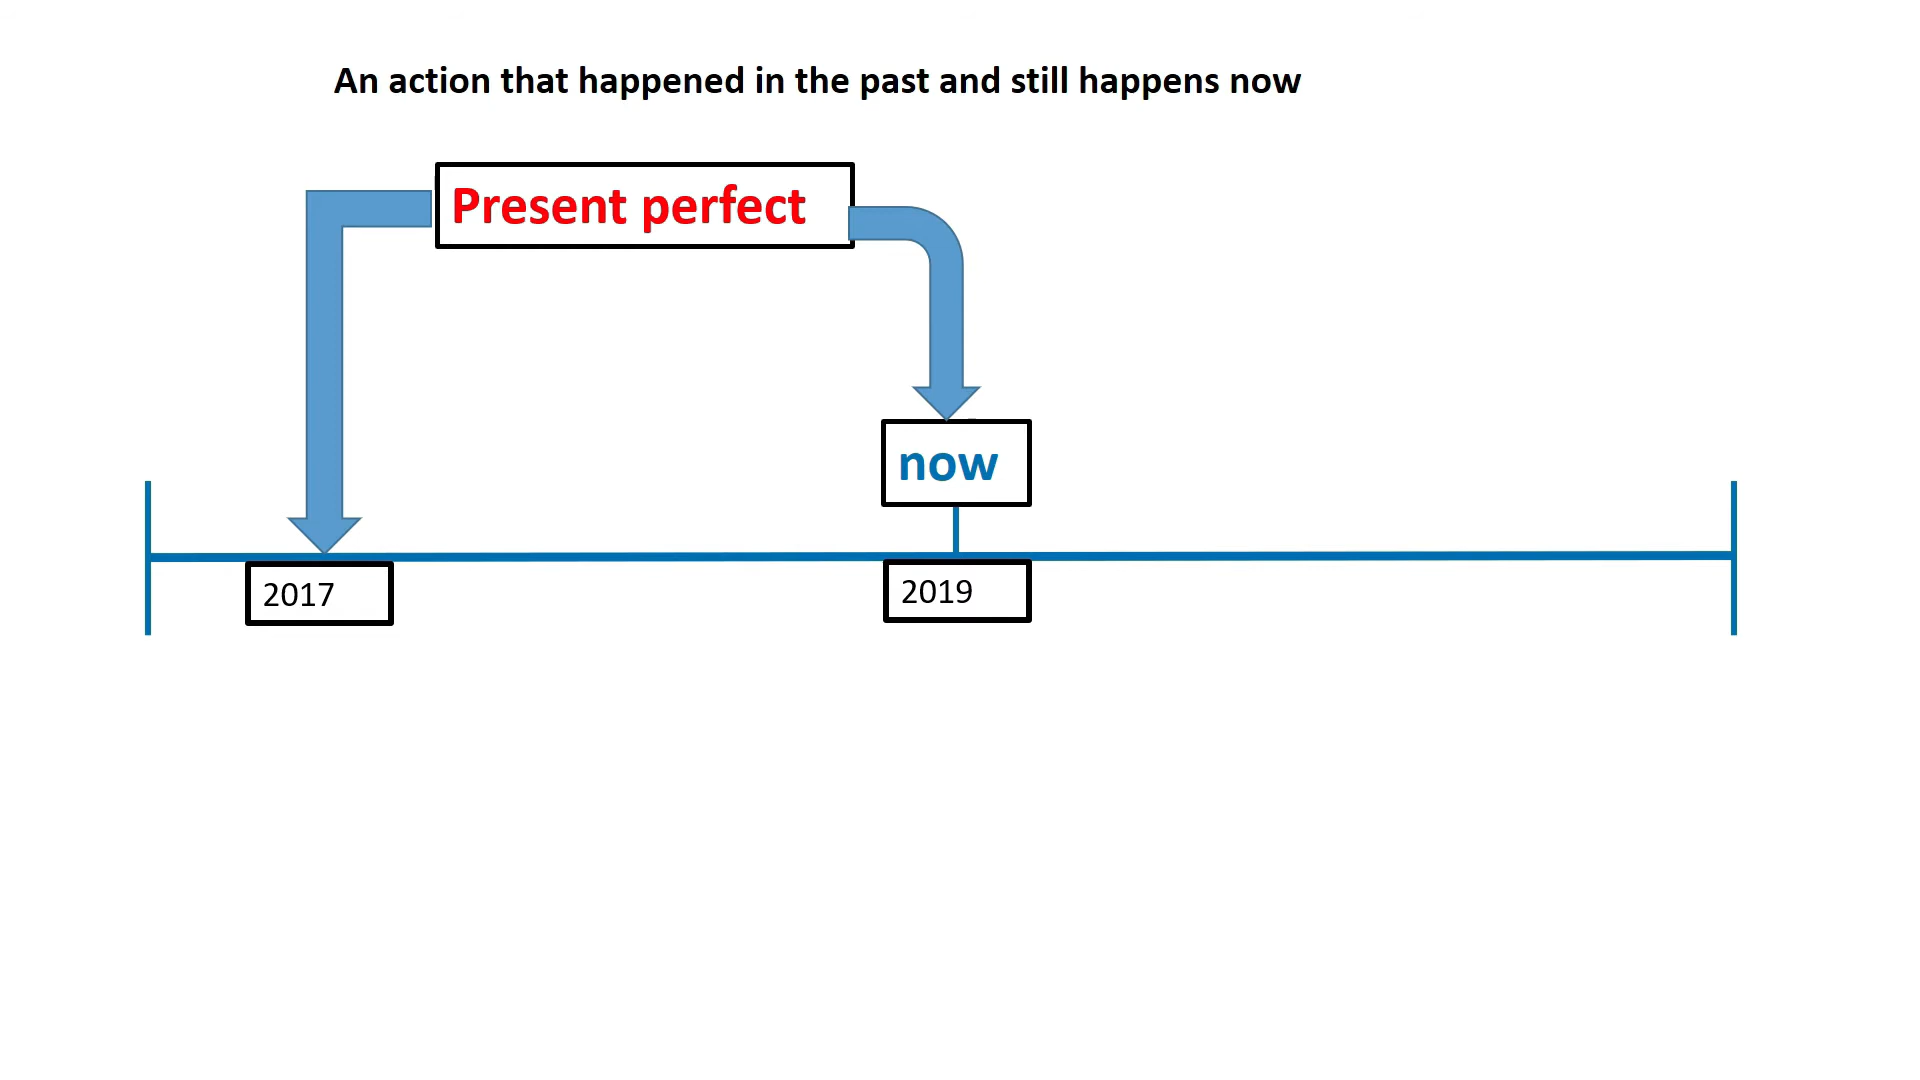 An action that happened in the past and still happens now
Present perfect
now
2017
2019